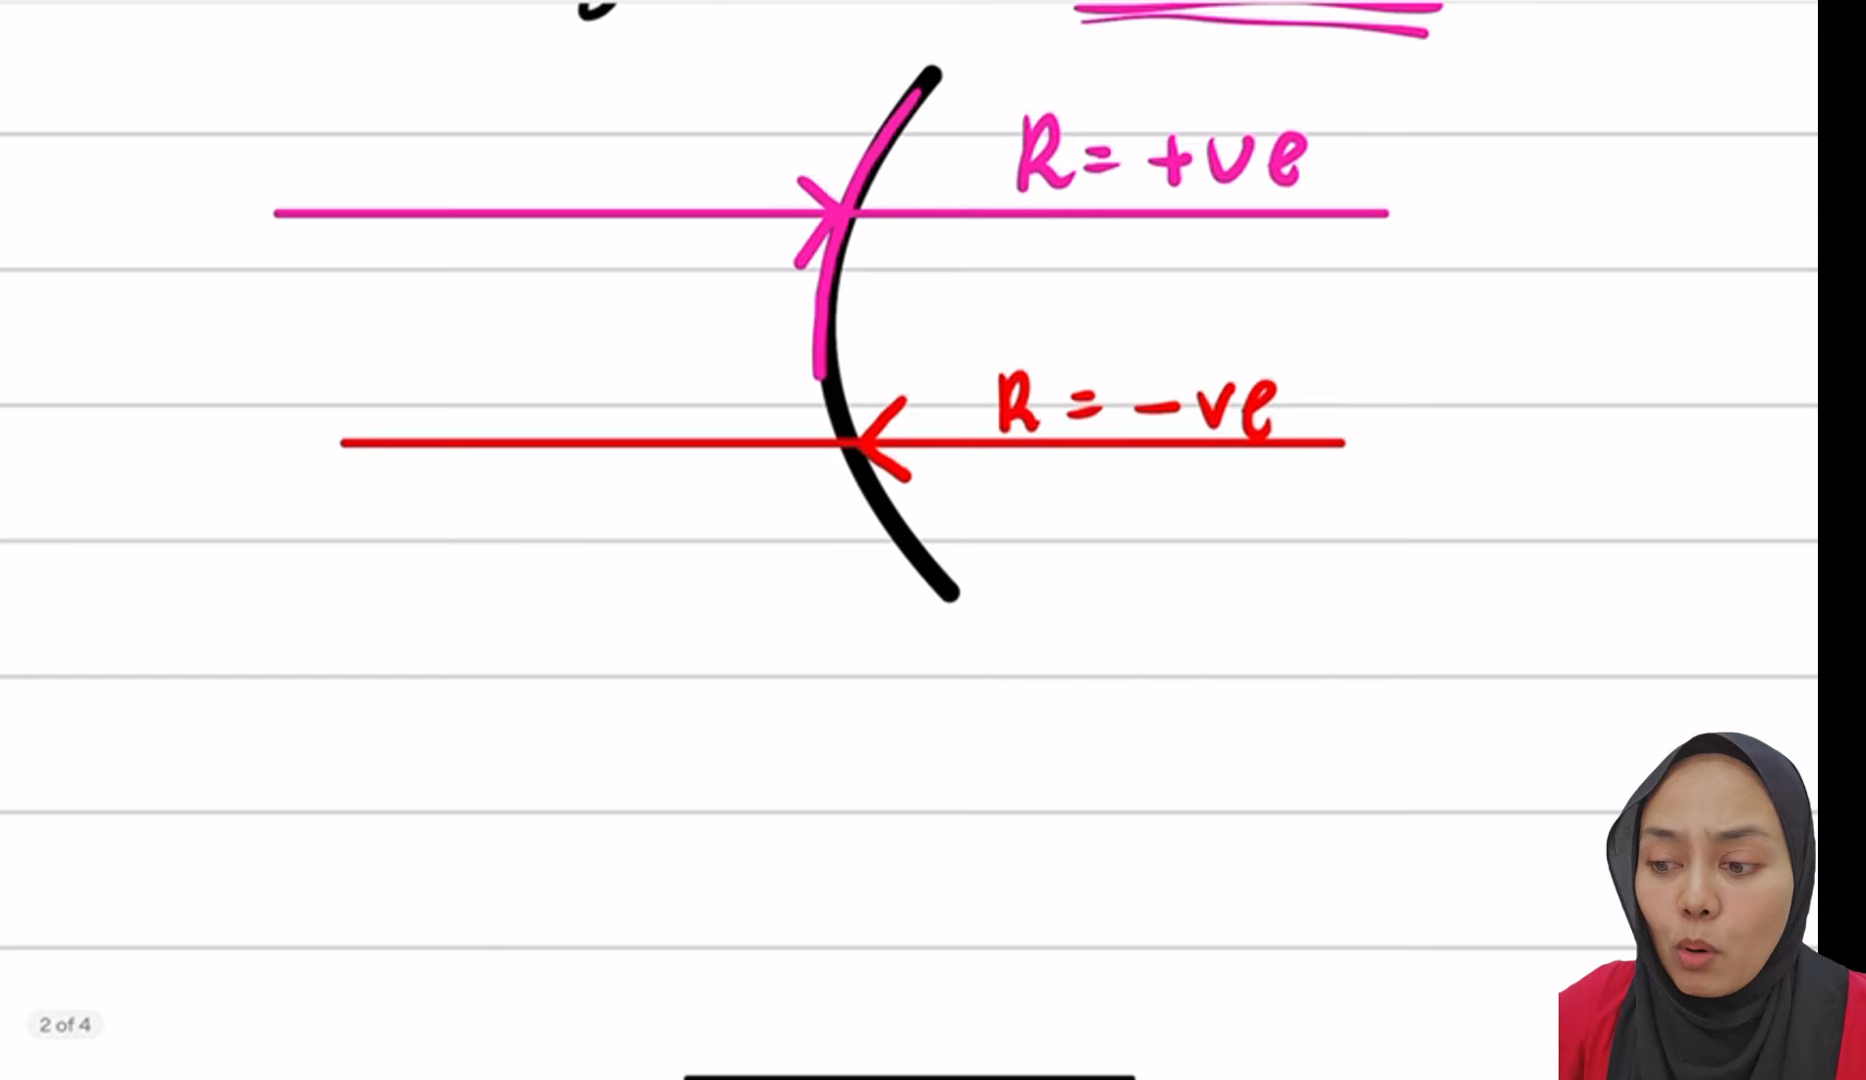 R = +ve
R = -ve
2 of 4